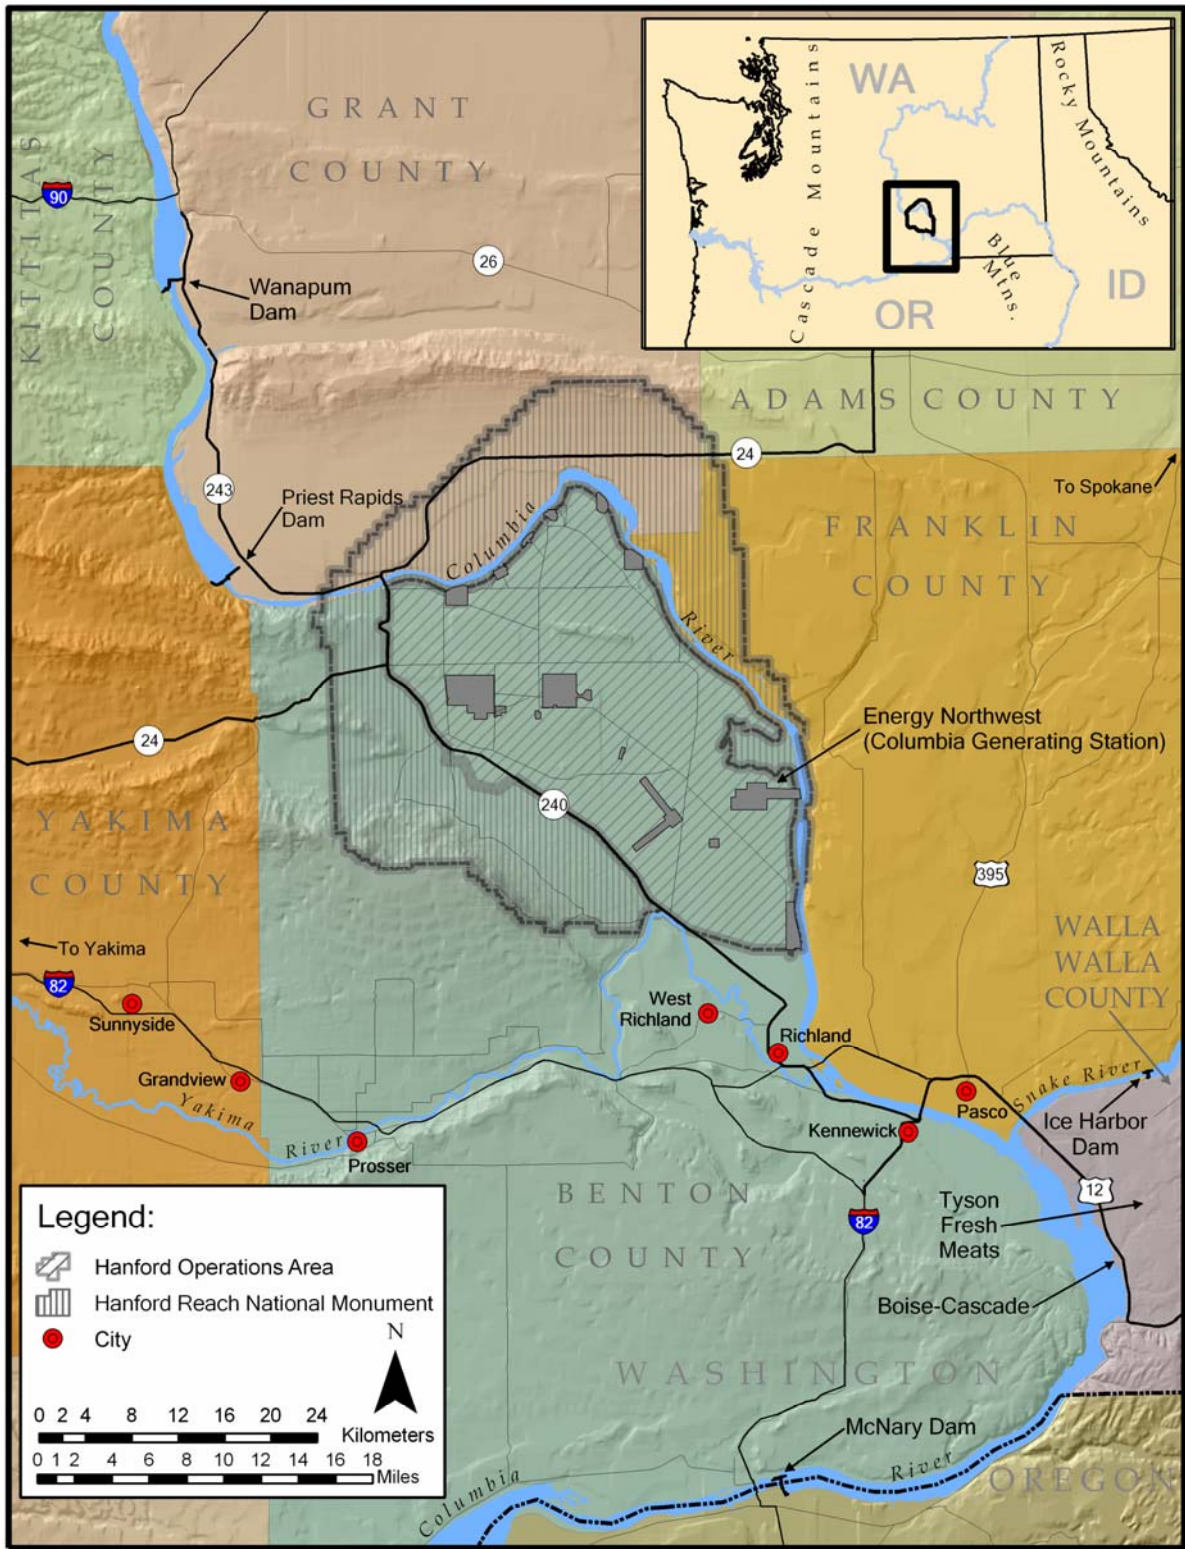 GRANT
COUNTY
KITTITAS
COUNTY
90
26
Wanapum
Dam
WA
Cascade Mountains
Rocky Mountains
Blue
Mtns.
OR
ID
ADAMS COUNTY
24
243
Priest Rapids
Dam
To Spokane
FRANKLIN
COUNTY
Columbia
River
Energy Northwest
(Columbia Generating Station)
24
240
YAKIMA
COUNTY
395
To Yakima
82
WALLA
WALLA
COUNTY
Sunnyside
West
Richland
Richland
Grandview
Yakima
River
Prosser
Pasco
Snake River
Kennewick
Ice Harbor
Dam
12
BENTON
COUNTY
82
Tyson
Fresh
Meats
Boise-Cascade
WASHINGTON
McNary Dam
Columbia
River
OREGON
Legend:
Hanford Operations Area
Hanford Reach National Monument
City
N
0 2 4 8 12 16 20 24
Kilometers
0 1 2 4 6 8 10 12 14 16 18
Miles